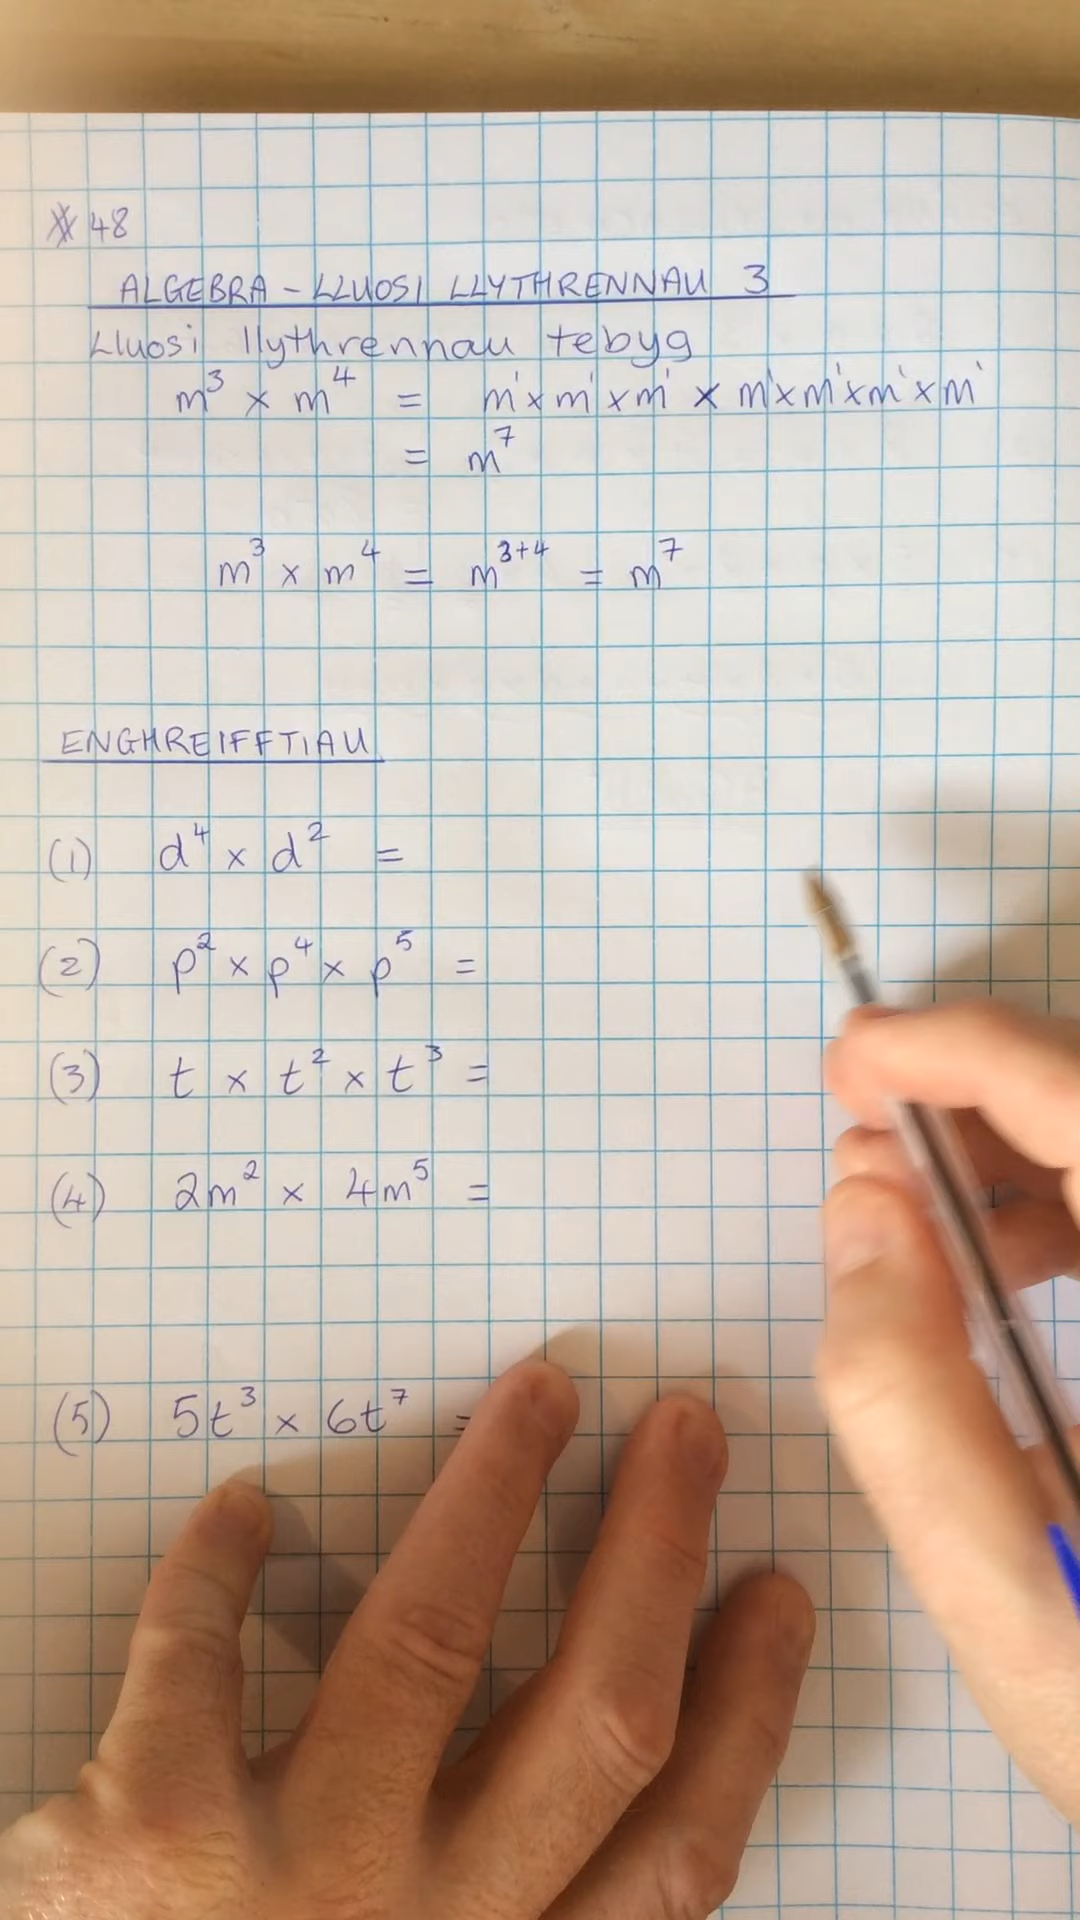 48
ALGEBRA - LLUOSI LLYTHRENNAU 3
Lluosi llythrennau tebyg
m³ × m⁴ = m¹ × m¹ × m¹ × m¹ × m¹ × m¹ × m¹
= m⁷
m³ × m⁴ = m³⁺⁴ = m⁷
ENGHREIFFTIAU
(1) d⁴ × d² =
(2) p² × p⁴ × p⁵ =
(3) t × t² × t³ =
(4) 2m² × 4m⁵ =
(5) 5t³ × 6t⁷ =